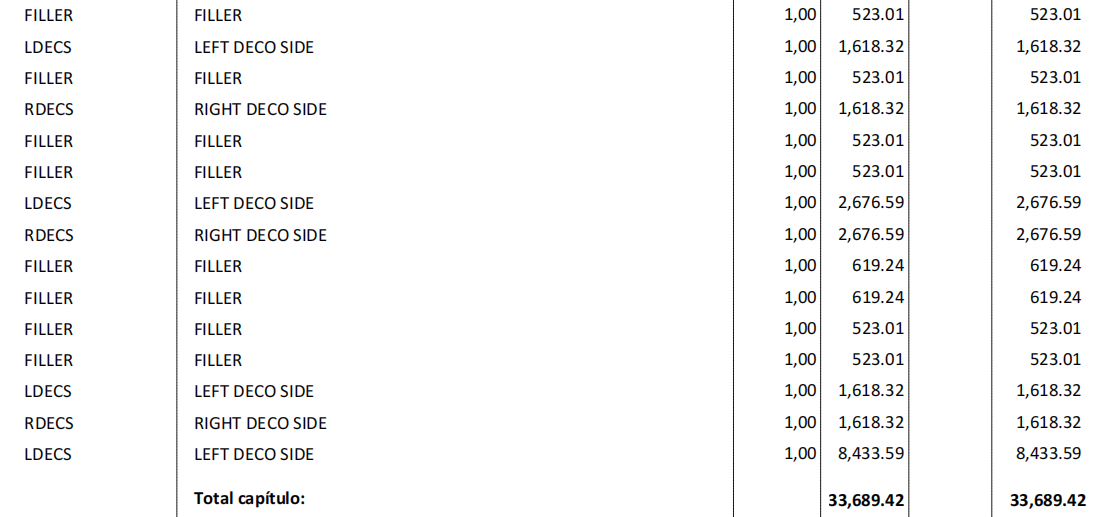 FILLER FILLER 1,00 523.01 523.01
LDECS LEFT DECO SIDE 1,00 1,618.32 1,618.32
FILLER FILLER 1,00 523.01 523.01
RDECS RIGHT DECO SIDE 1,00 1,618.32 1,618.32
FILLER FILLER 1,00 523.01 523.01
FILLER FILLER 1,00 523.01 523.01
LDECS LEFT DECO SIDE 1,00 2,676.59 2,676.59
RDECS RIGHT DECO SIDE 1,00 2,676.59 2,676.59
FILLER FILLER 1,00 619.24 619.24
FILLER FILLER 1,00 619.24 619.24
FILLER FILLER 1,00 523.01 523.01
FILLER FILLER 1,00 523.01 523.01
LDECS LEFT DECO SIDE 1,00 1,618.32 1,618.32
RDECS RIGHT DECO SIDE 1,00 1,618.32 1,618.32
LDECS LEFT DECO SIDE 1,00 8,433.59 8,433.59
Total capítulo: 33,689.42 33,689.42